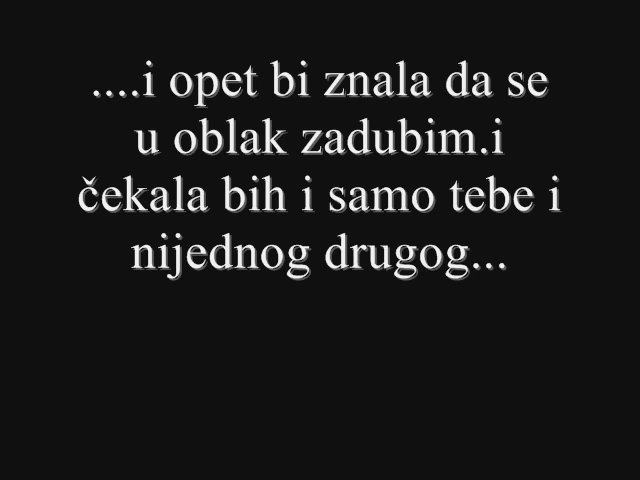 ....i opet bi znala da se
u oblak zadubim.i
čekala bih i samo tebe i
nijednog drugog...